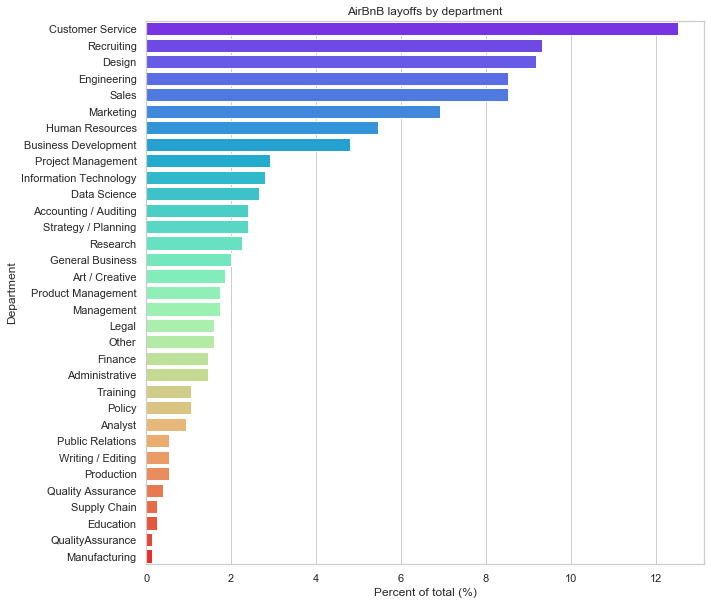 AirBnB layoffs by department
Customer Service
Recruiting
Design
Engineering
Sales
Marketing
Human Resources
Business Development
Project Management
Information Technology
Data Science
Accounting / Auditing
Strategy / Planning
Research
General Business
Art / Creative
Product Management
Management
Legal
Other
Finance
Administrative
Training
Policy
Analyst
Public Relations
Writing / Editing
Production
Quality Assurance
Supply Chain
Education
QualityAssurance
Manufacturing
Department
0 2 4 6 8 10 12
Percent of total (%)